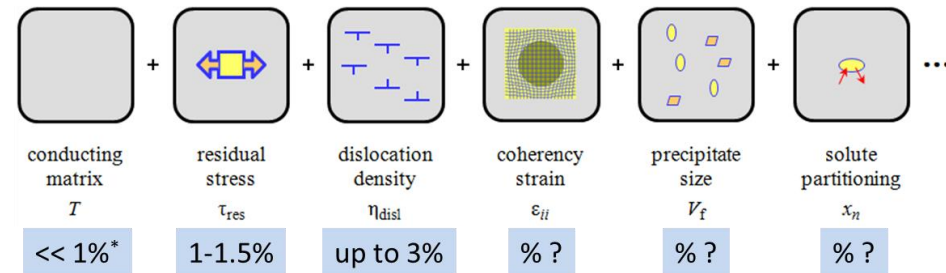 + + + + + ...
conducting matrix
residual stress
dislocation density
coherency strain
precipitate size
solute partitioning
T
τres
ηdisl
εii
Vf
xn
<< 1%*
1-1.5%
up to 3%
% ?
% ?
% ?